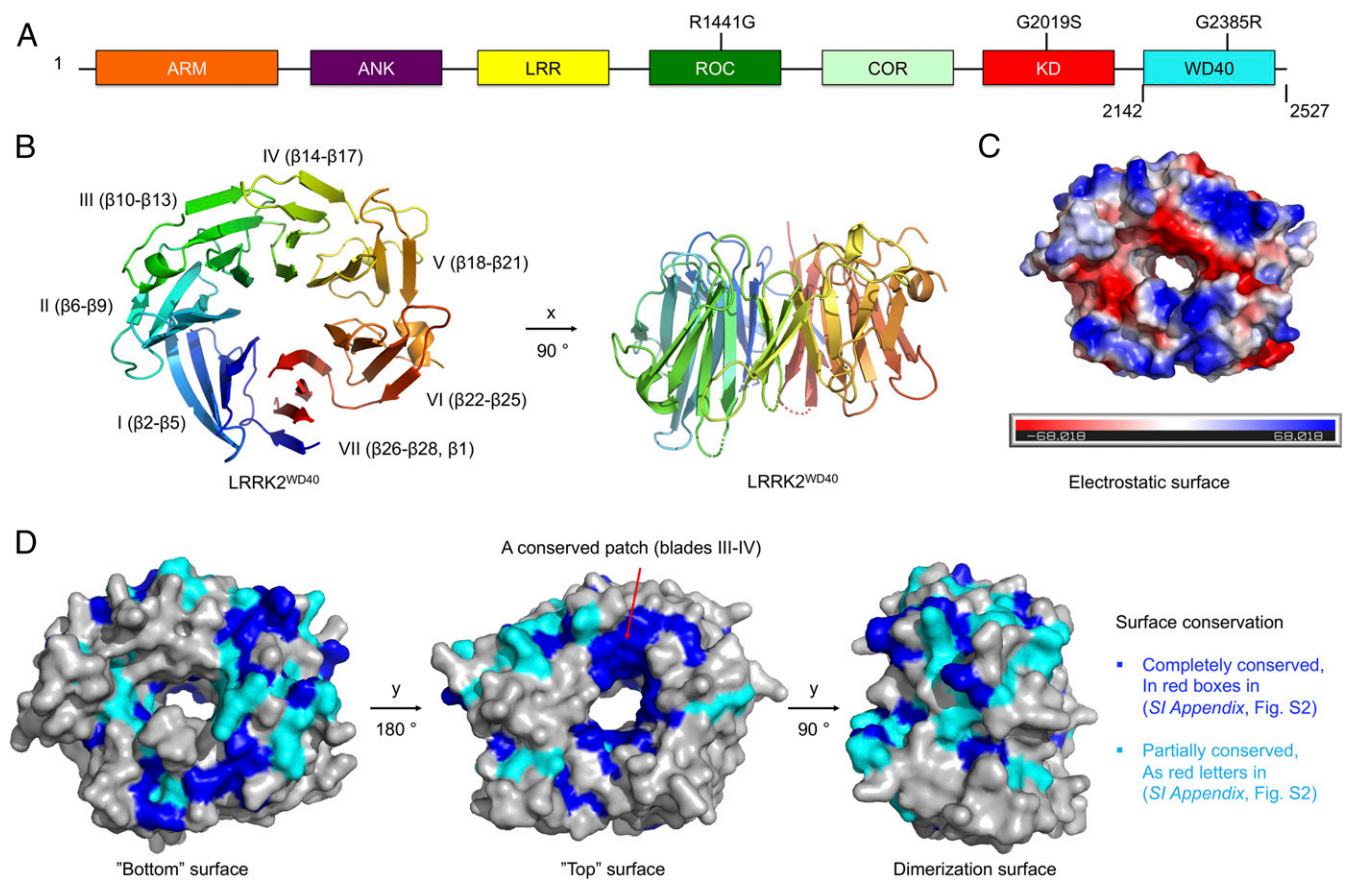 A
R1441G
G2019S
G2385R
1
ARM
ANK
LRR
ROC
COR
KD
WD40
2142
2527
B
IV (β14-β17)
III (β10-β13)
V (β18-β21)
II (β6-β9)
VI (β22-β25)
I (β2-β5)
VII (β26-β28, β1)
LRRK2WD40
x
90 °
LRRK2WD40
C
-68.018
68.018
Electrostatic surface
D
A conserved patch (blades III-IV)
y
180 °
y
90 °
"Bottom" surface
"Top" surface
Dimerization surface
Surface conservation
▪ Completely conserved,
In red boxes in
(SI Appendix, Fig. S2)
▪ Partially conserved,
As red letters in
(SI Appendix, Fig. S2)